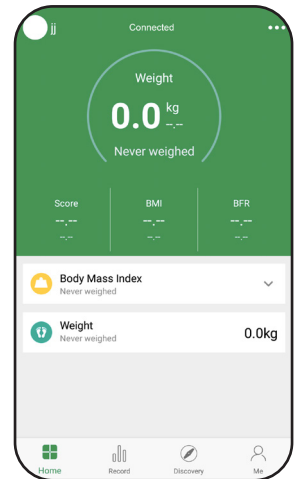 jj
Connected
Weight
0.0 kg
--.--
Never weighed
Score BMI BFR
--.-- --.-- --.--
--.-- --.-- --.--
Body Mass Index
Never weighed
Weight
Never weighed
0.0kg
Home Record Discovery Me